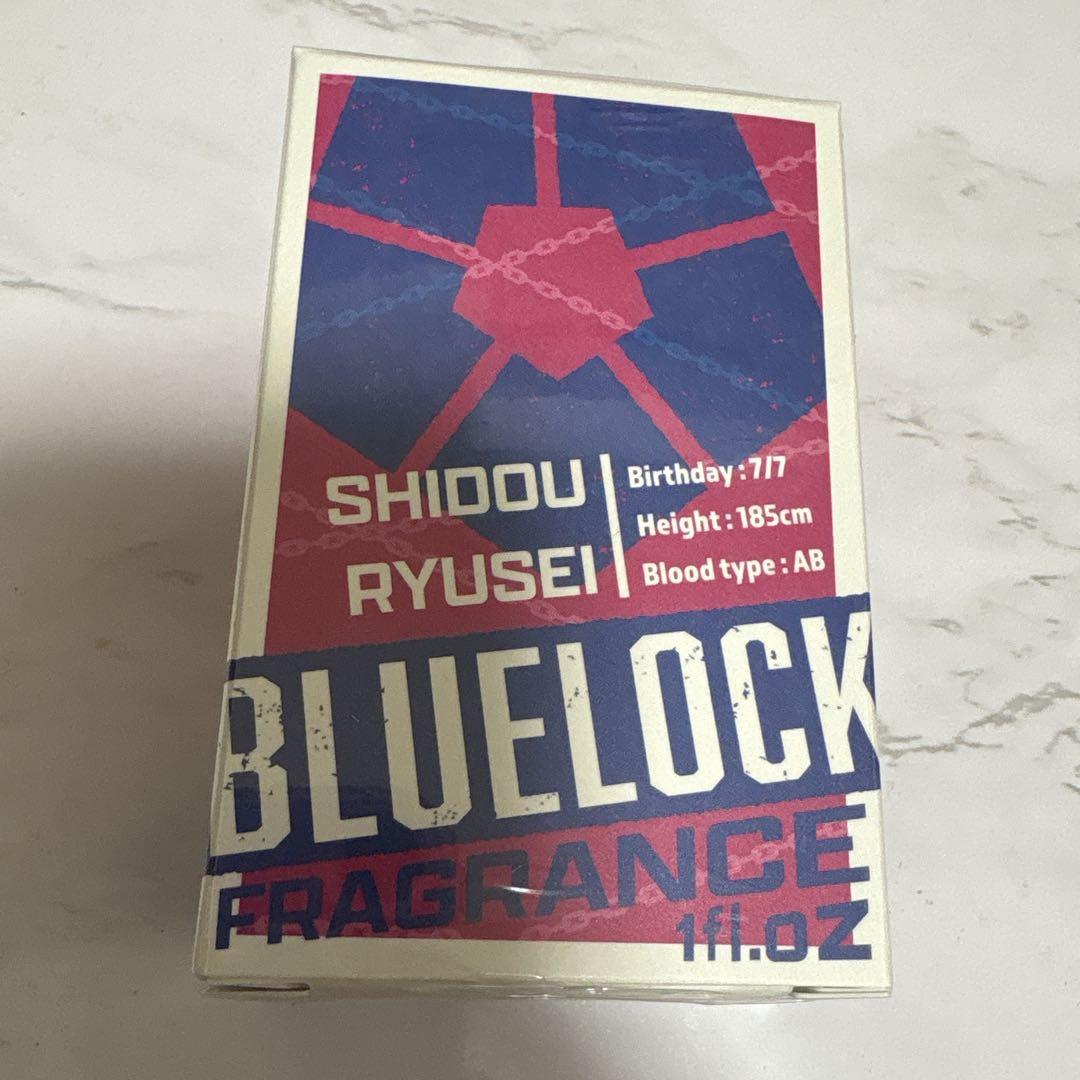 SHIDOU
RYUSEI
Birthday : 7/7
Height : 185cm
Blood type : AB
BLUELOCK
FRAGRANCE
1fl.oz